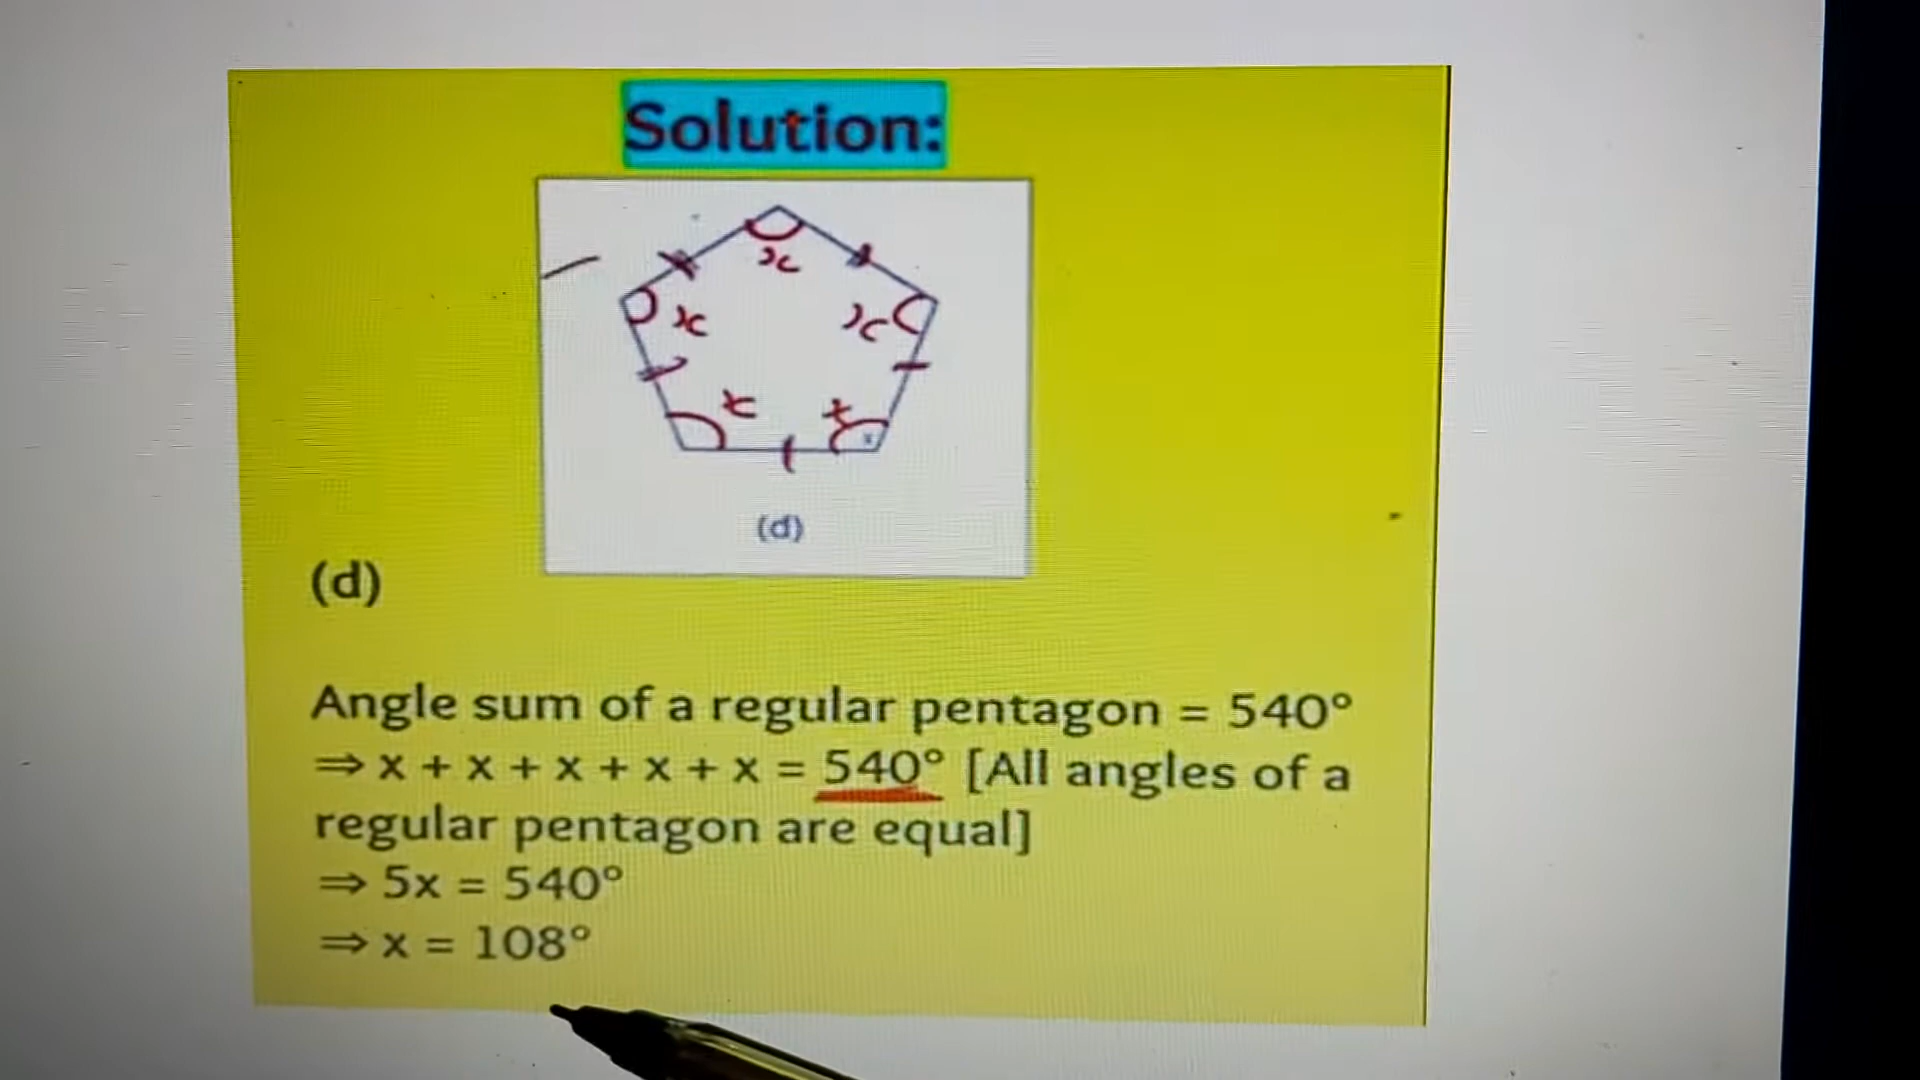 Solution:
x
x
x
x
x
x
(d)
(d)
Angle sum of a regular pentagon = 540°
⇒ x + x + x + x + x = 540° [All angles of a
regular pentagon are equal]
⇒ 5x = 540°
⇒ x = 108°